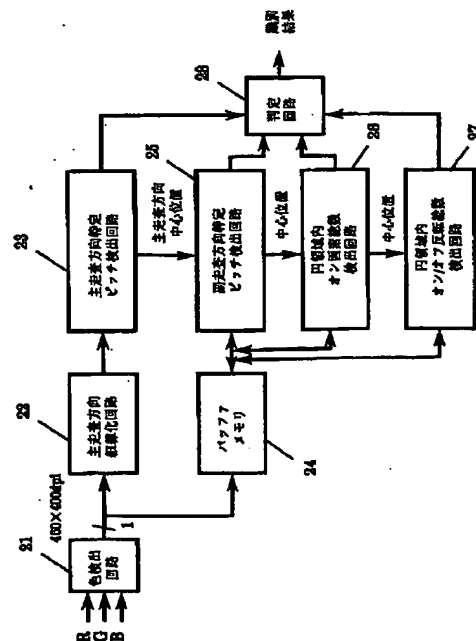 R
G
B
21
色検出
回路
400×400dpi
1
22
主走査方向
粗線化回路
23
主走査方向特定
ピッチ検出回路
主走査方向
中心位置
24
バッファ
メモリ
25
副走査方向特定
ピッチ検出回路
中心位置
26
円領域内
オン画素総数
検出回路
中心位置
27
円領域内
オン/オフ反転総数
検出回路
28
判定
回路
識別
結果